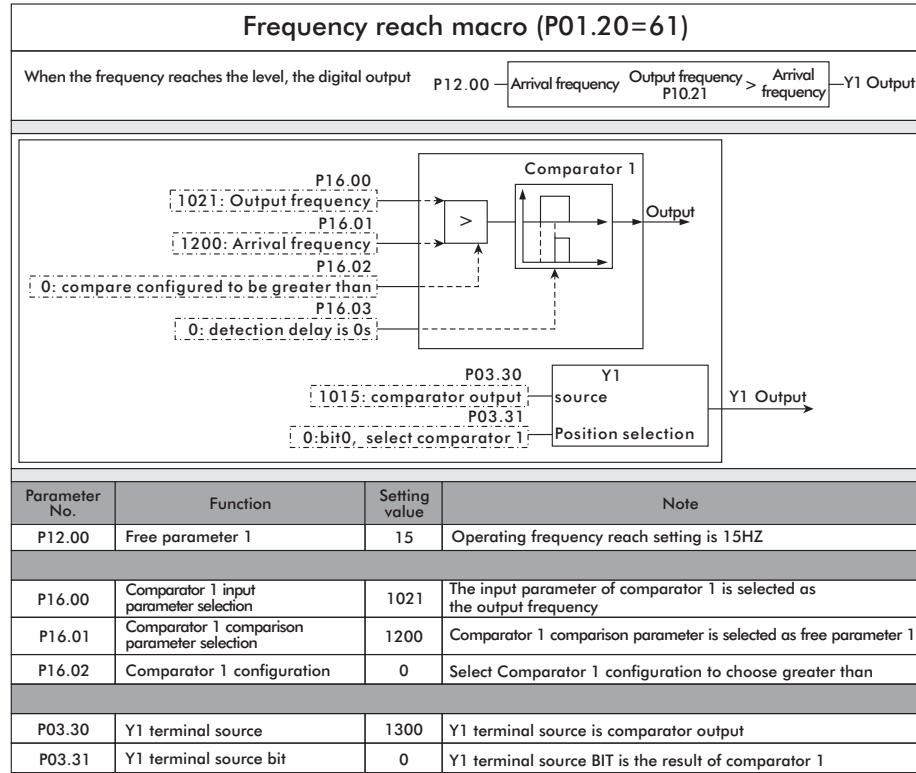 Frequency reach macro (P01.20=61)
When the frequency reaches the level, the digital output
P12.00
Arrival frequency
Output frequency
P10.21
>
Arrival
frequency
Y1 Output
Comparator 1
P16.00
1021: Output frequency
P16.01
1200: Arrival frequency
P16.02
0: compare configured to be greater than
P16.03
0: detection delay is 0s
>
Output
P03.30
1015: comparator output
P03.31
0:bit0, select comparator 1
Y1
source
Position selection
Y1 Output
Parameter
No.
Function
Setting
value
Note
P12.00 Free parameter 1 15 Operating frequency reach setting is 15HZ
P16.00
Comparator 1 input
parameter selection
1021
The input parameter of comparator 1 is selected as
the output frequency
P16.01
Comparator 1 comparison
parameter selection
1200
Comparator 1 comparison parameter is selected as free parameter 1
P16.02 Comparator 1 configuration 0 Select Comparator 1 configuration to choose greater than
P03.30 Y1 terminal source 1300 Y1 terminal source is comparator output
P03.31 Y1 terminal source bit 0 Y1 terminal source BIT is the result of comparator 1